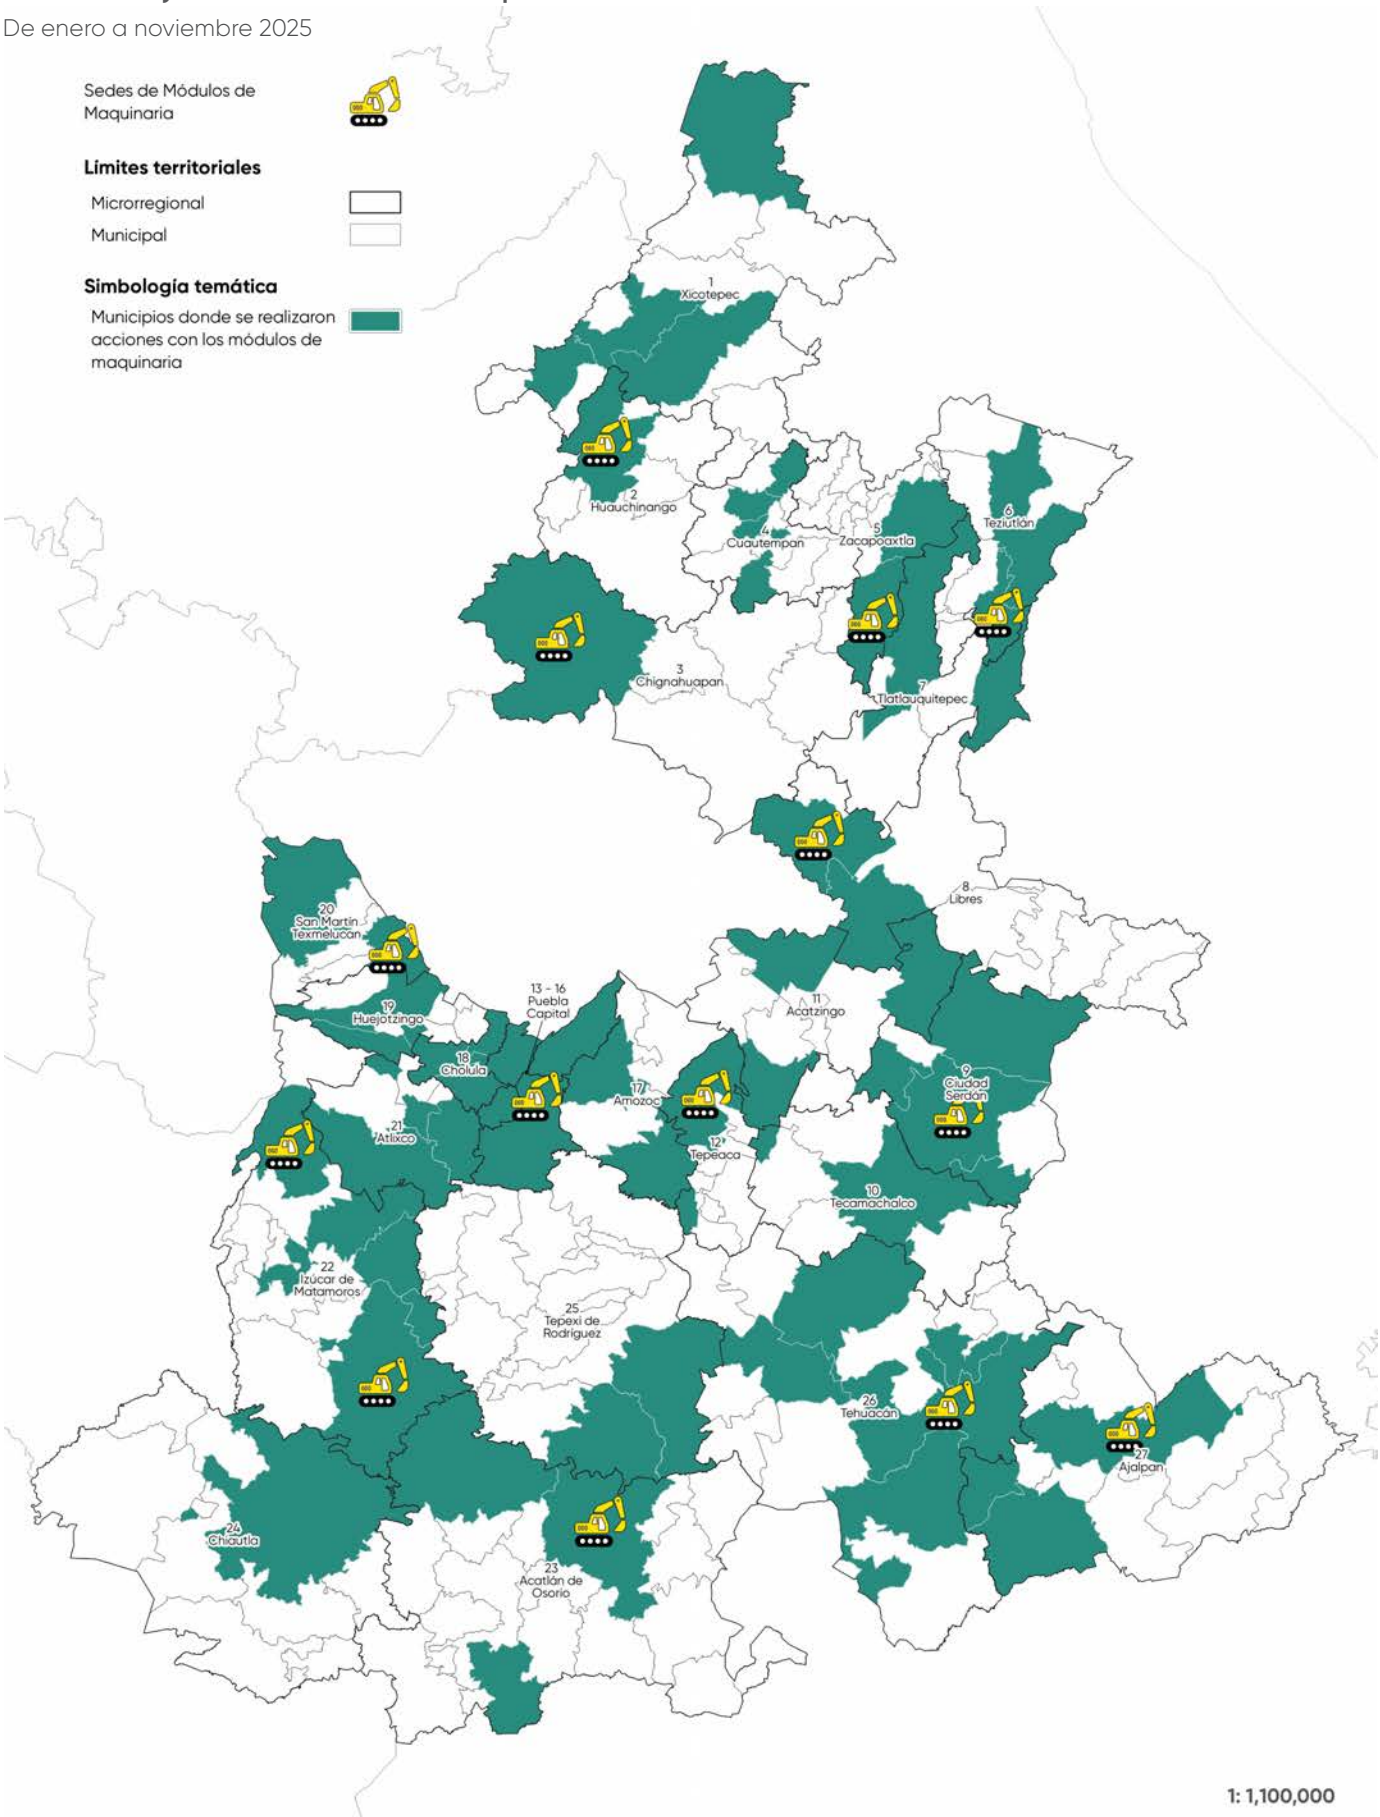 De enero a noviembre 2025
Sedes de Módulos de
Maquinaria
Límites territoriales
Microrregional
Municipal
Simbología temática
Municipios donde se realizaron
acciones con los módulos de
maquinaria
1
Xicotepec
2
Huauchinango
6
Teziutlán
4
Cuautempan
5
Zacapoaxtla
3
Chignahuapan
7
Tlatlauquitepec
8
Libres
20
San Martín
Texmelucan
13 - 16
Puebla
Capital
11
Acatzingo
19
Huejotzingo
18
Cholula
9
Ciudad
Serdán
17
Amozoc
21
Atlixco
12
Tepeaca
10
Tecamachalco
22
Izúcar de
Matamoros
25
Tepexi de
Rodríguez
26
Tehuacán
27
Ajalpan
24
Chiautla
23
Acatlán de
Osorio
1: 1,100,000